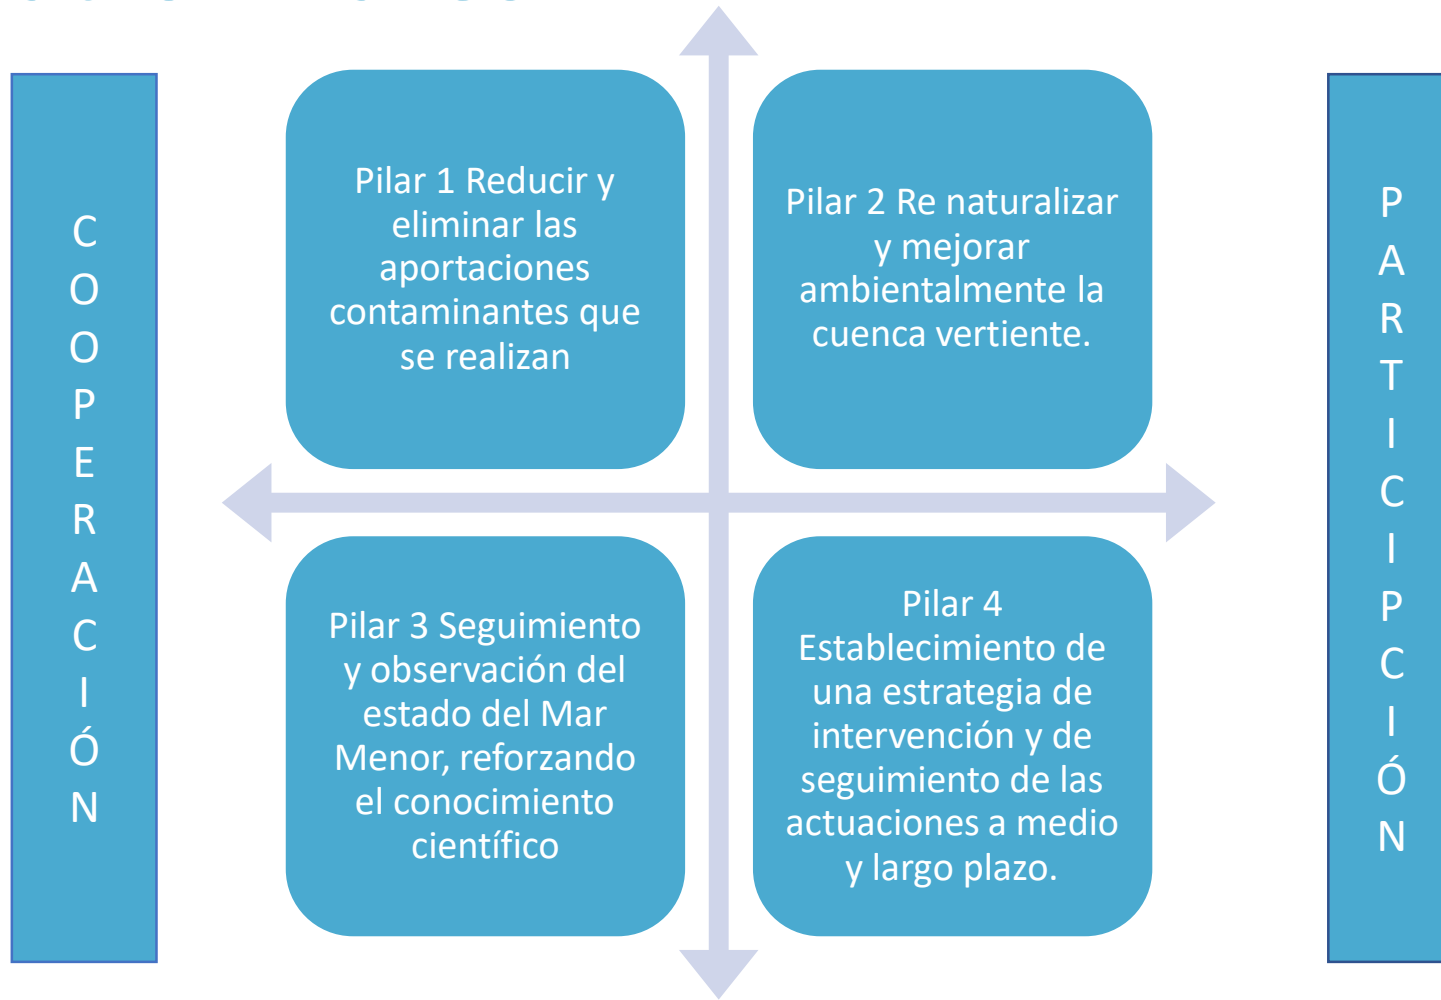 C
O
O
P
E
R
A
C
I
Ó
N
Pilar 1 Reducir y
eliminar las
aportaciones
contaminantes que
se realizan
Pilar 2 Re naturalizar
y mejorar
ambientalmente la
cuenca vertiente.
Pilar 3 Seguimiento
y observación del
estado del Mar
Menor, reforzando
el conocimiento
científico
Pilar 4
Establecimiento de
una estrategia de
intervención y de
seguimiento de las
actuaciones a medio
y largo plazo.
P
A
R
T
I
C
I
P
C
I
Ó
N